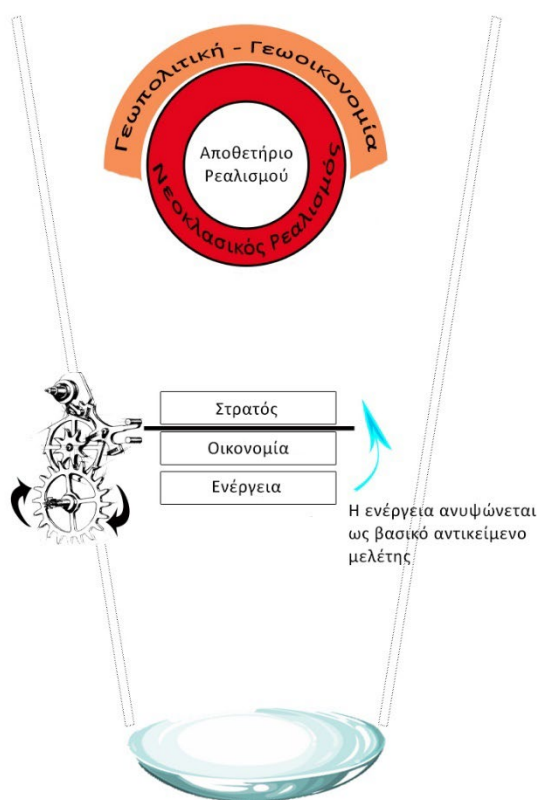 Γεωπολιτική - Γεωοικονομία
Αποθετήριο
Ρεαλισμού
Νεοκλασικός Ρεαλισμός
Στρατός
Οικονομία
Ενέργεια
Η ενέργεια ανυψώνεται
ως βασικό αντικείμενο
μελέτης